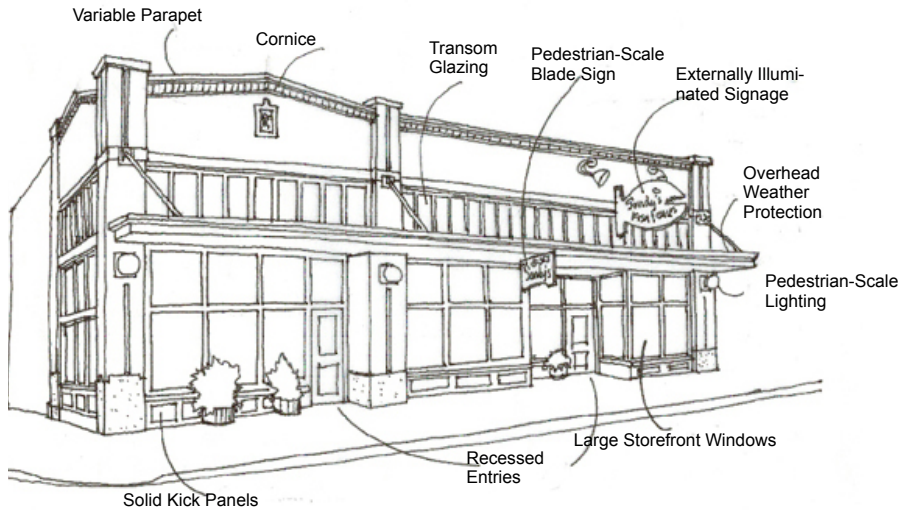 Variable Parapet
Cornice
Transom
Glazing
Pedestrian-Scale
Blade Sign
Externally Illumi-
nated Signage
Overhead
Weather
Protection
Pedestrian-Scale
Lighting
Large Storefront Windows
Recessed
Entries
Solid Kick Panels